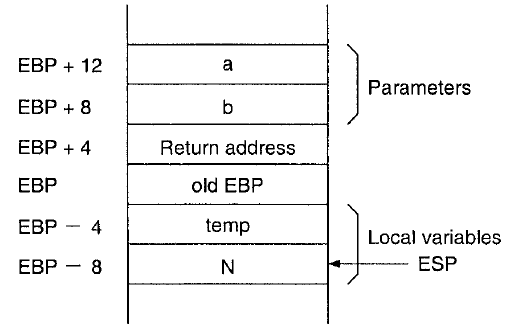 EBP + 12 a
Parameters
EBP + 8 b
EBP + 4 Return address
EBP old EBP
EBP － 4 temp
Local variables
EBP － 8 N ESP